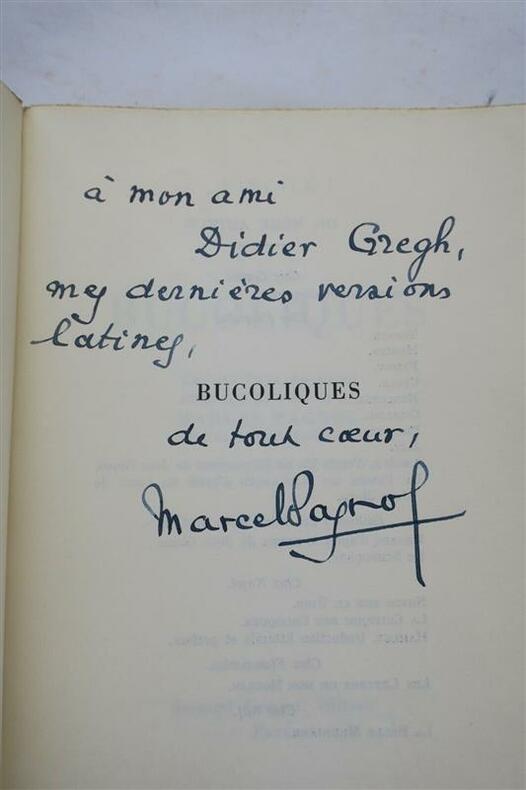 à mon ami
Didier Gregh,
mes dernières versions
latines,
BUCOLIQUES
de tout cœur,
Marcel Pagnol